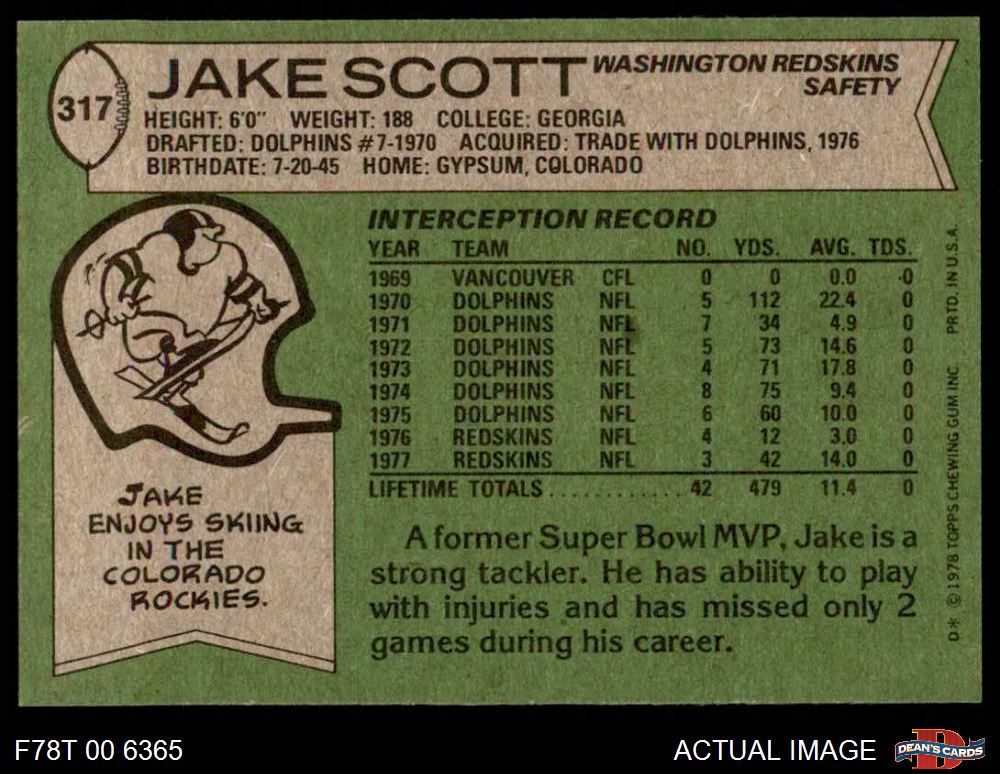 317
JAKE SCOTT WASHINGTON REDSKINS
SAFETY
HEIGHT: 6'0" WEIGHT: 188 COLLEGE: GEORGIA
DRAFTED: DOLPHINS #7-1970 ACQUIRED: TRADE WITH DOLPHINS, 1976
BIRTHDATE: 7-20-45 HOME: GYPSUM, COLORADO
JAKE
ENJOYS SKIING
IN THE
COLORADO
ROCKIES.
INTERCEPTION RECORD
YEAR TEAM NO. YDS. AVG. TDS.
1969 VANCOUVER CFL 0 0 0.0 0
1970 DOLPHINS NFL 5 112 22.4 0
1971 DOLPHINS NFL 7 34 4.9 0
1972 DOLPHINS NFL 5 73 14.6 0
1973 DOLPHINS NFL 4 71 17.8 0
1974 DOLPHINS NFL 8 75 9.4 0
1975 DOLPHINS NFL 6 60 10.0 0
1976 REDSKINS NFL 4 12 3.0 0
1977 REDSKINS NFL 3 42 14.0 0
LIFETIME TOTALS ............ 42 479 11.4 0
A former Super Bowl MVP, Jake is a
strong tackler. He has ability to play
with injuries and has missed only 2
games during his career.
D* ©1978 TOPPS CHEWING GUM INC PRTD. IN U.S.A.
F78T 00 6365 ACTUAL IMAGE DEAN'S CARDS